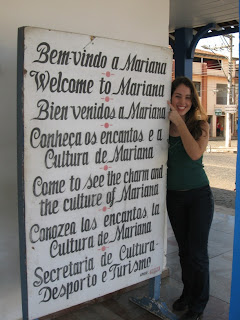 Bem-vindo a Mariana
Welcome to Mariana
Bien venidos a Mariana
Conheça os encantos e a
Cultura de Mariana
Come to see the charm and
the culture of Mariana
Conozea los encantos la
Cultura de Mariana
Secretaria de Cultura-
Desporto e Turismo